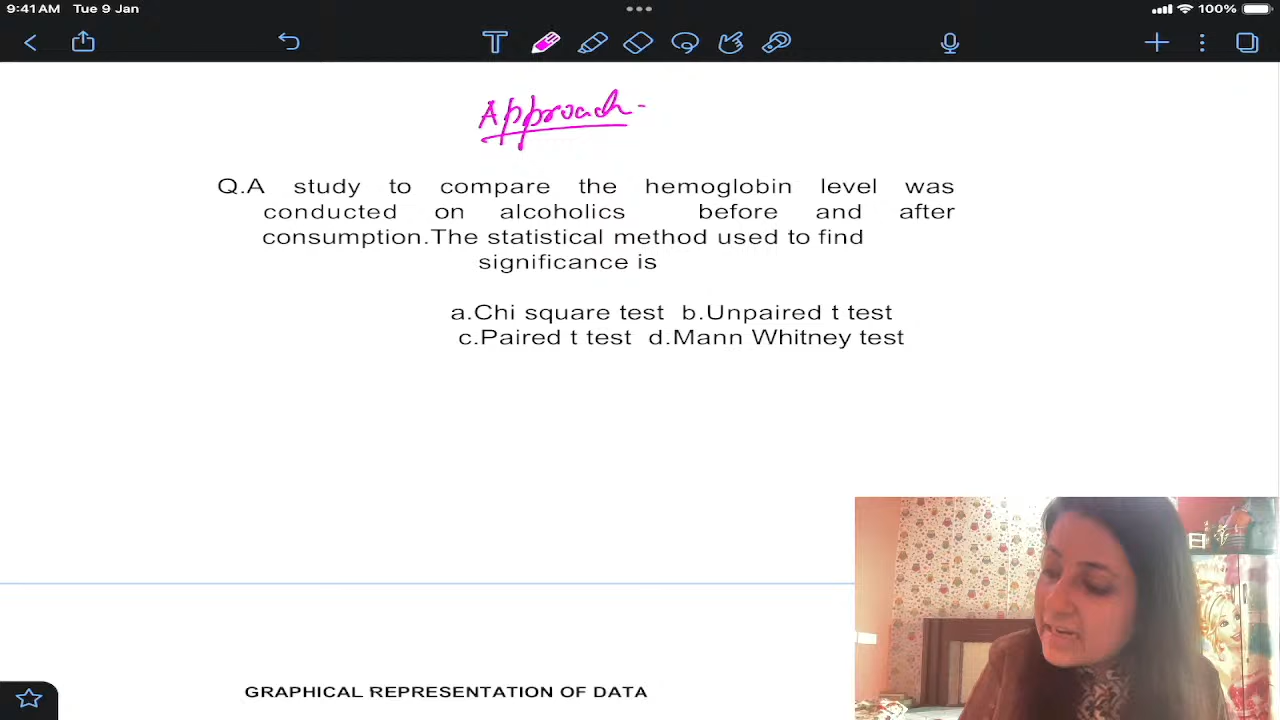 9:41 AM Tue 9 Jan
100%
Approach -
Q.A study to compare the hemoglobin level was
conducted on alcoholics before and after
consumption.The statistical method used to find
significance is
a.Chi square test b.Unpaired t test
c.Paired t test d.Mann Whitney test
GRAPHICAL REPRESENTATION OF DATA